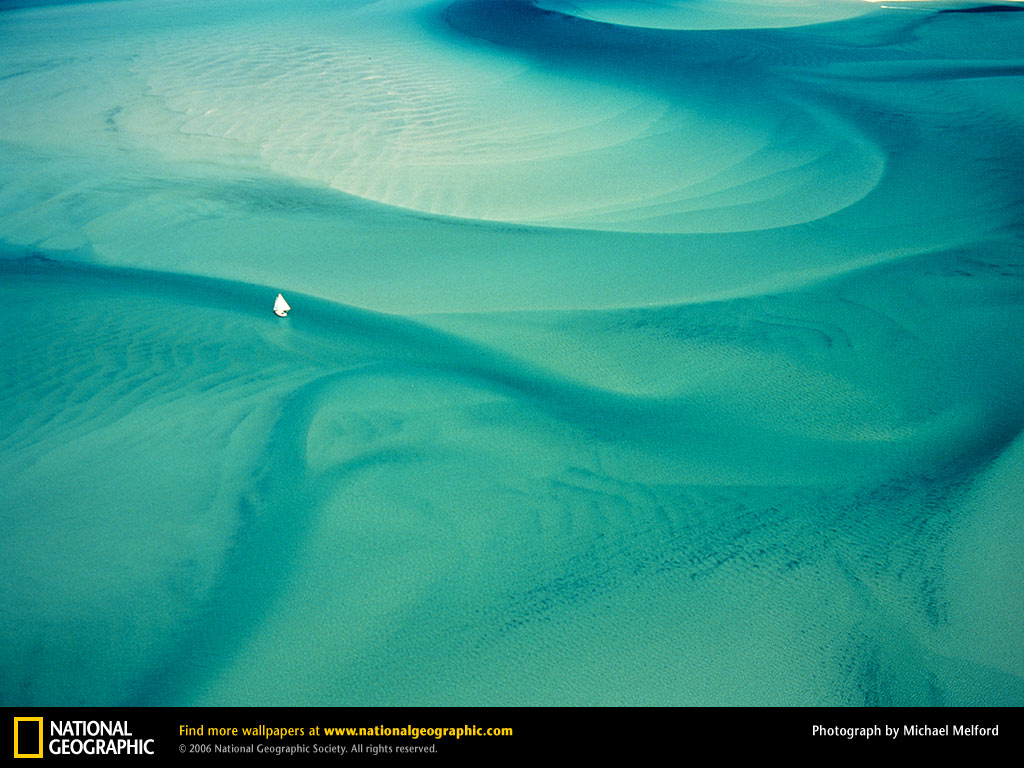 NATIONAL
GEOGRAPHIC
Find more wallpapers at www.nationalgeographic.com
© 2006 National Geographic Society. All rights reserved.
Photograph by Michael Melford